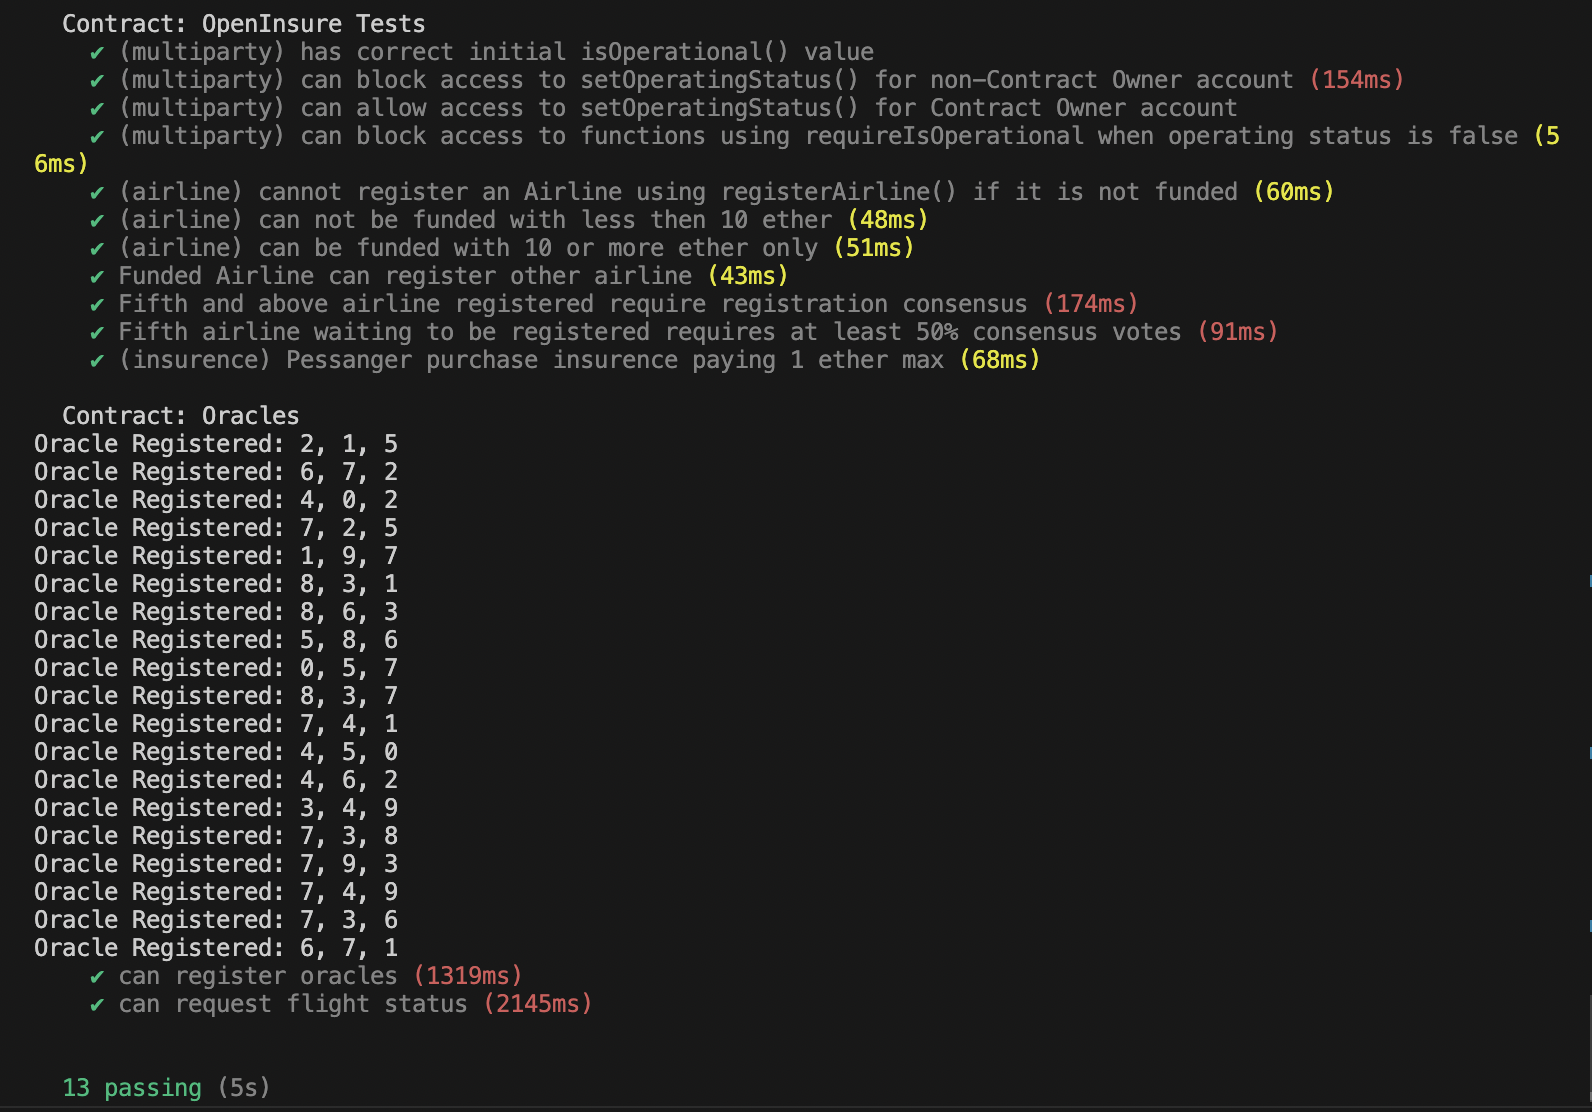 Contract: OpenInsure Tests
✔ (multiparty) has correct initial isOperational() value
✔ (multiparty) can block access to setOperatingStatus() for non-Contract Owner account (154ms)
✔ (multiparty) can allow access to setOperatingStatus() for Contract Owner account
✔ (multiparty) can block access to functions using requireIsOperational when operating status is false (5
6ms)
✔ (airline) cannot register an Airline using registerAirline() if it is not funded (60ms)
✔ (airline) can not be funded with less then 10 ether (48ms)
✔ (airline) can be funded with 10 or more ether only (51ms)
✔ Funded Airline can register other airline (43ms)
✔ Fifth and above airline registered require registration consensus (174ms)
✔ Fifth airline waiting to be registered requires at least 50% consensus votes (91ms)
✔ (insurence) Pessanger purchase insurence paying 1 ether max (68ms)
Contract: Oracles
Oracle Registered: 2, 1, 5
Oracle Registered: 6, 7, 2
Oracle Registered: 4, 0, 2
Oracle Registered: 7, 2, 5
Oracle Registered: 1, 9, 7
Oracle Registered: 8, 3, 1
Oracle Registered: 8, 6, 3
Oracle Registered: 5, 8, 6
Oracle Registered: 0, 5, 7
Oracle Registered: 8, 3, 7
Oracle Registered: 7, 4, 1
Oracle Registered: 4, 5, 0
Oracle Registered: 4, 6, 2
Oracle Registered: 3, 4, 9
Oracle Registered: 7, 3, 8
Oracle Registered: 7, 9, 3
Oracle Registered: 7, 4, 9
Oracle Registered: 7, 3, 6
Oracle Registered: 6, 7, 1
✔ can register oracles (1319ms)
✔ can request flight status (2145ms)
13 passing (5s)